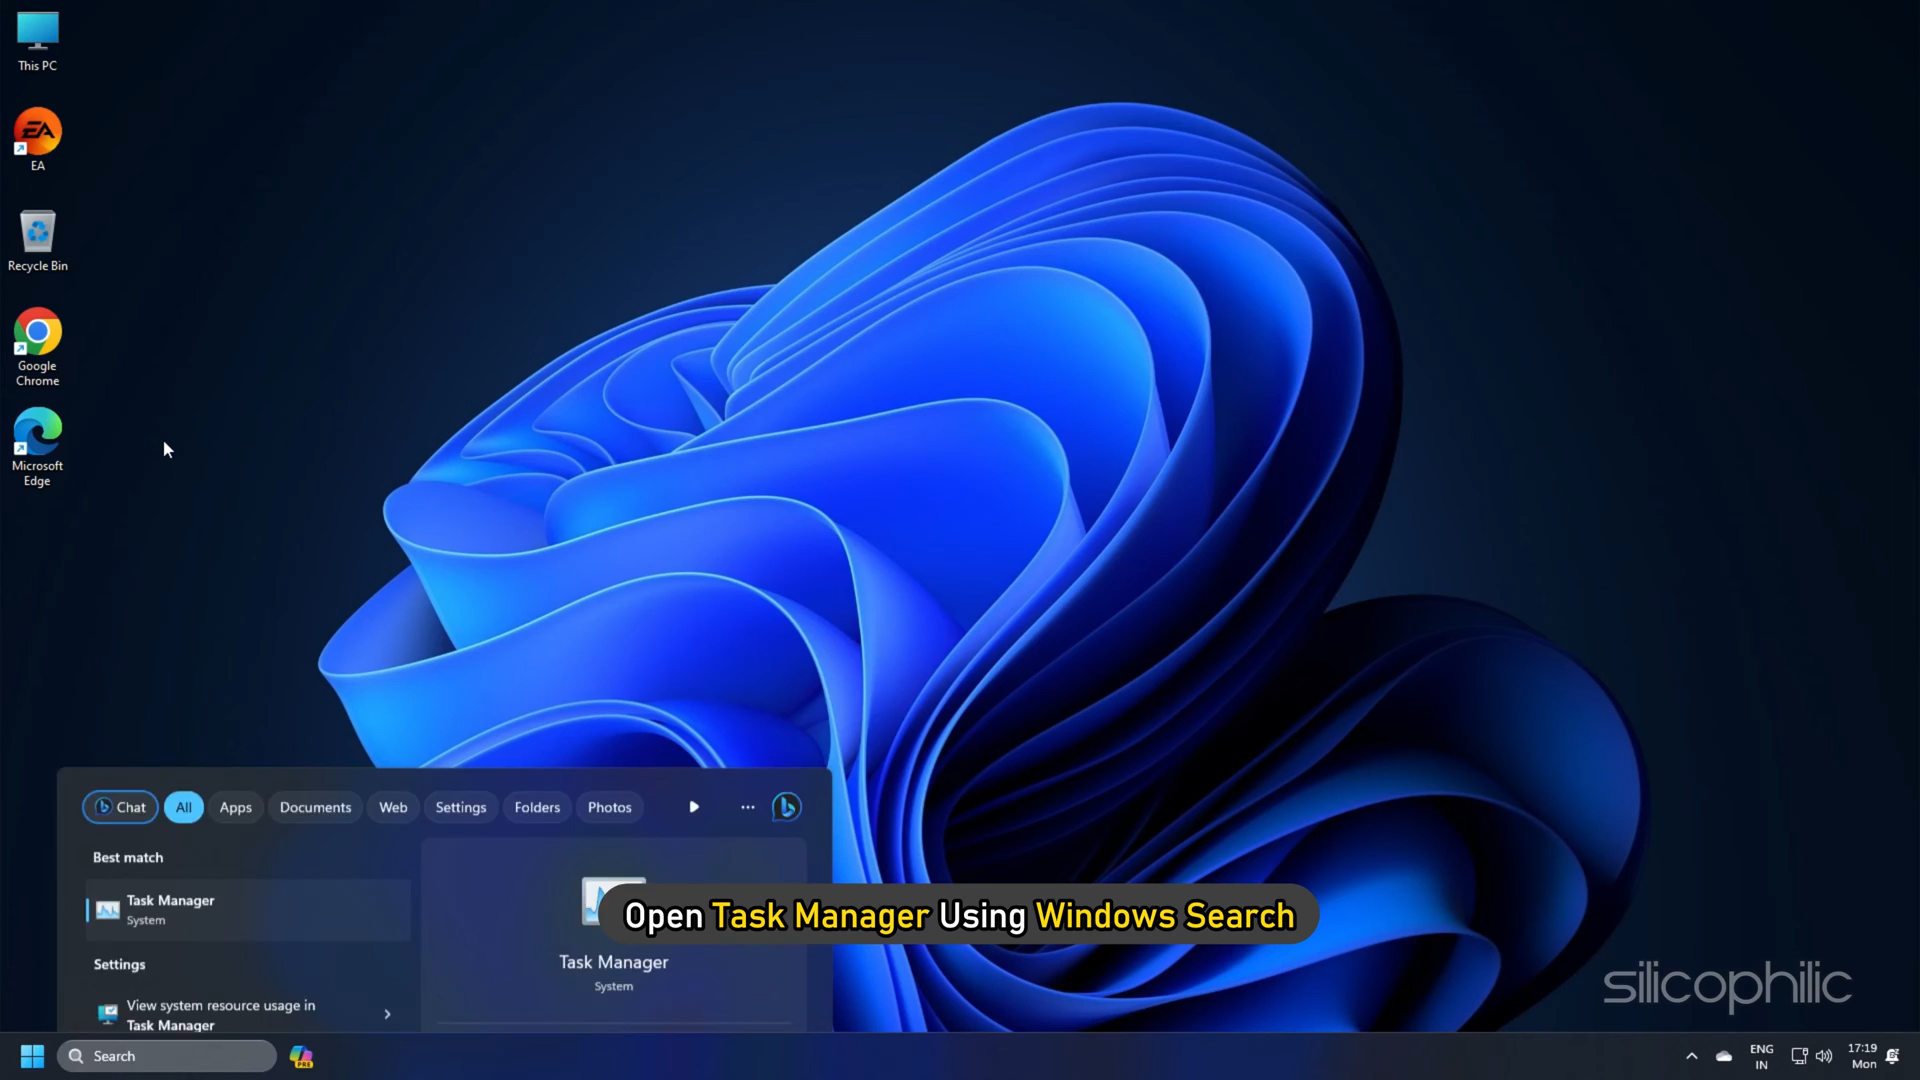 This PC
EA
EA
Recycle Bin
Google
Chrome
Microsoft
Edge
Chat
All
Apps
Documents
Web
Settings
Folders
Photos
Best match
Task Manager
System
Settings
View system resource usage in
Task Manager
Task Manager
System
Open Task Manager Using Windows Search
silicophilic
Search
PRE
ENG
IN
17:19
Mon